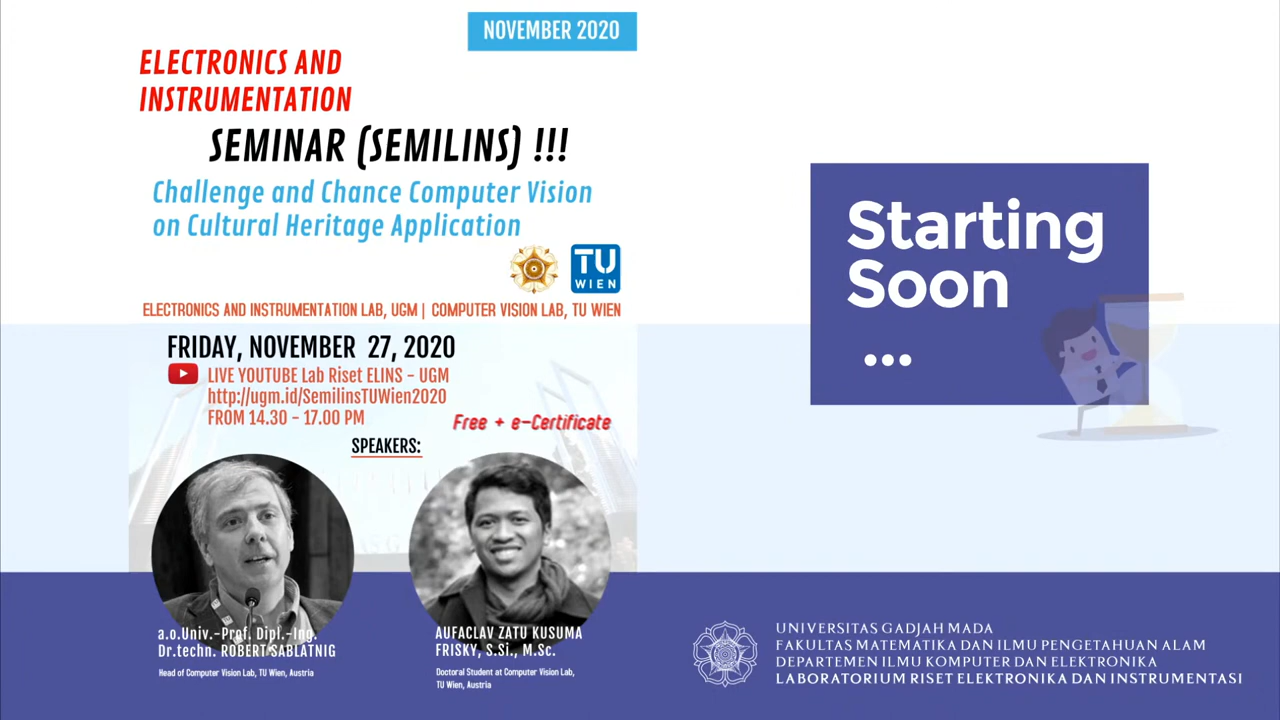 NOVEMBER 2020
ELECTRONICS AND
INSTRUMENTATION
SEMINAR (SEMILINS) !!!
Challenge and Chance Computer Vision
on Cultural Heritage Application
TU
WIEN
ELECTRONICS AND INSTRUMENTATION LAB, UGM | COMPUTER VISION LAB, TU WIEN
FRIDAY, NOVEMBER 27, 2020
LIVE YOUTUBE Lab Riset ELINS - UGM
http://ugm.id/SemilinsTUWien2020
FROM 14.30 - 17.00 PM
Free + e-Certificate
SPEAKERS:
a.o.Univ.-Prof. Dipl.-Ing.
Dr.techn. ROBERT SABLATNIG
Head of Computer Vision Lab, TU Wien, Austria
AUFACLAV ZATU KUSUMA
FRISKY, S.Si., M.Sc.
Doctoral Student at Computer Vision Lab,
TU Wien, Austria
Starting
Soon
...
UNIVERSITAS GADJAH MADA
FAKULTAS MATEMATIKA DAN ILMU PENGETAHUAN ALAM
DEPARTEMEN ILMU KOMPUTER DAN ELEKTRONIKA
LABORATORIUM RISET ELEKTRONIKA DAN INSTRUMENTASI